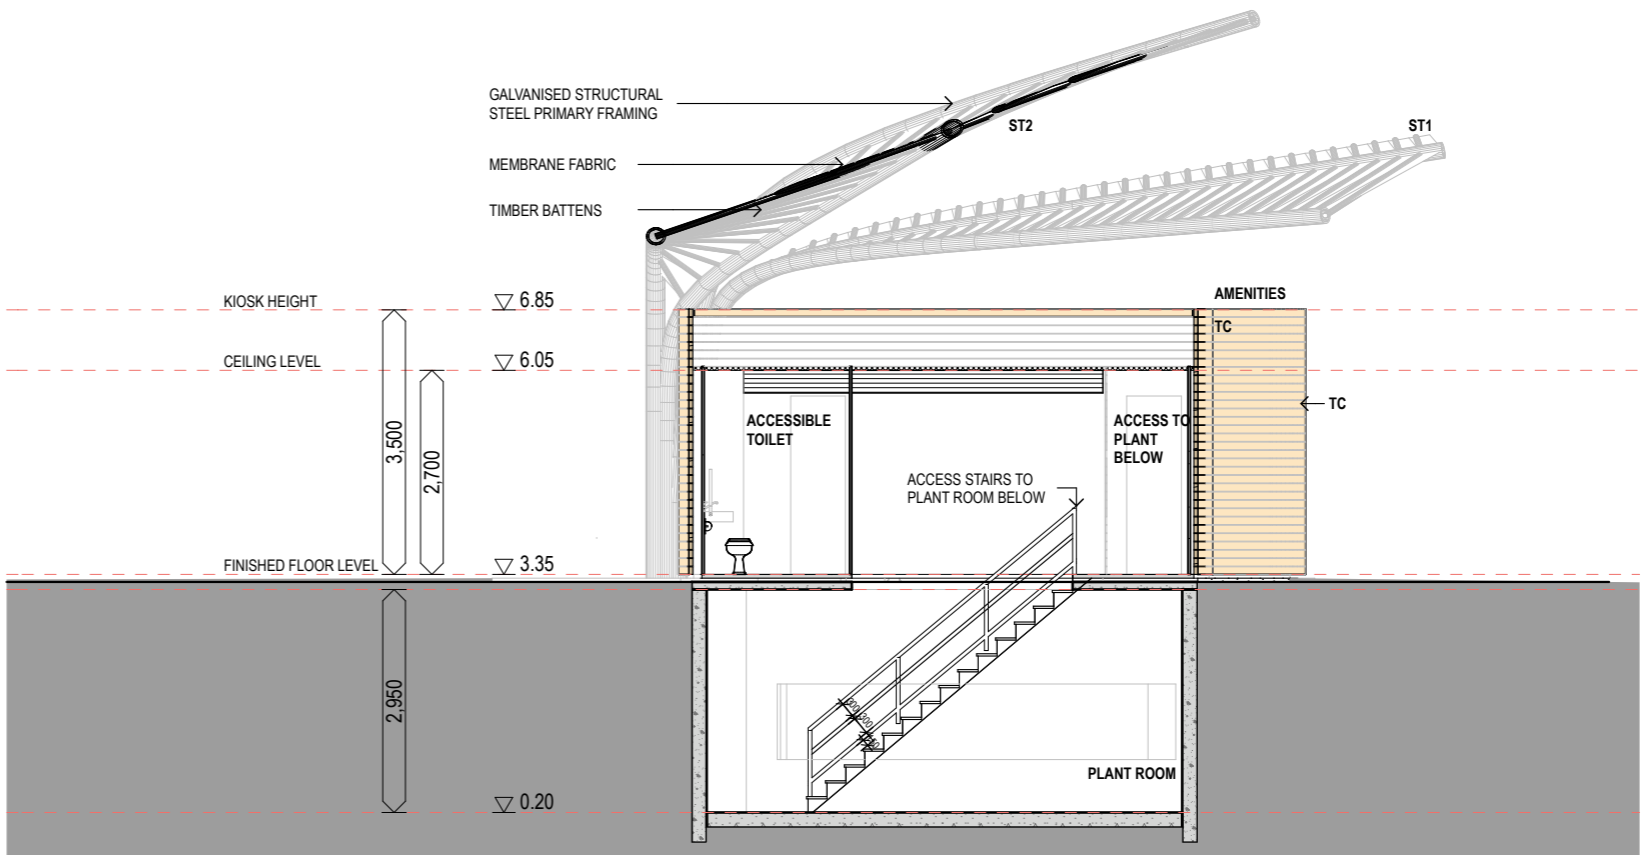 GALVANISED STRUCTURAL
STEEL PRIMARY FRAMING
ST2
ST1
MEMBRANE FABRIC
TIMBER BATTENS
KIOSK HEIGHT
6.85
AMENITIES
TC
CEILING LEVEL
6.05
TC
ACCESSIBLE
TOILET
ACCESS TO
PLANT
BELOW
3,500
2,700
ACCESS STAIRS TO
PLANT ROOM BELOW
FINISHED FLOOR LEVEL
3.35
2,950
300
PLANT ROOM
0.20